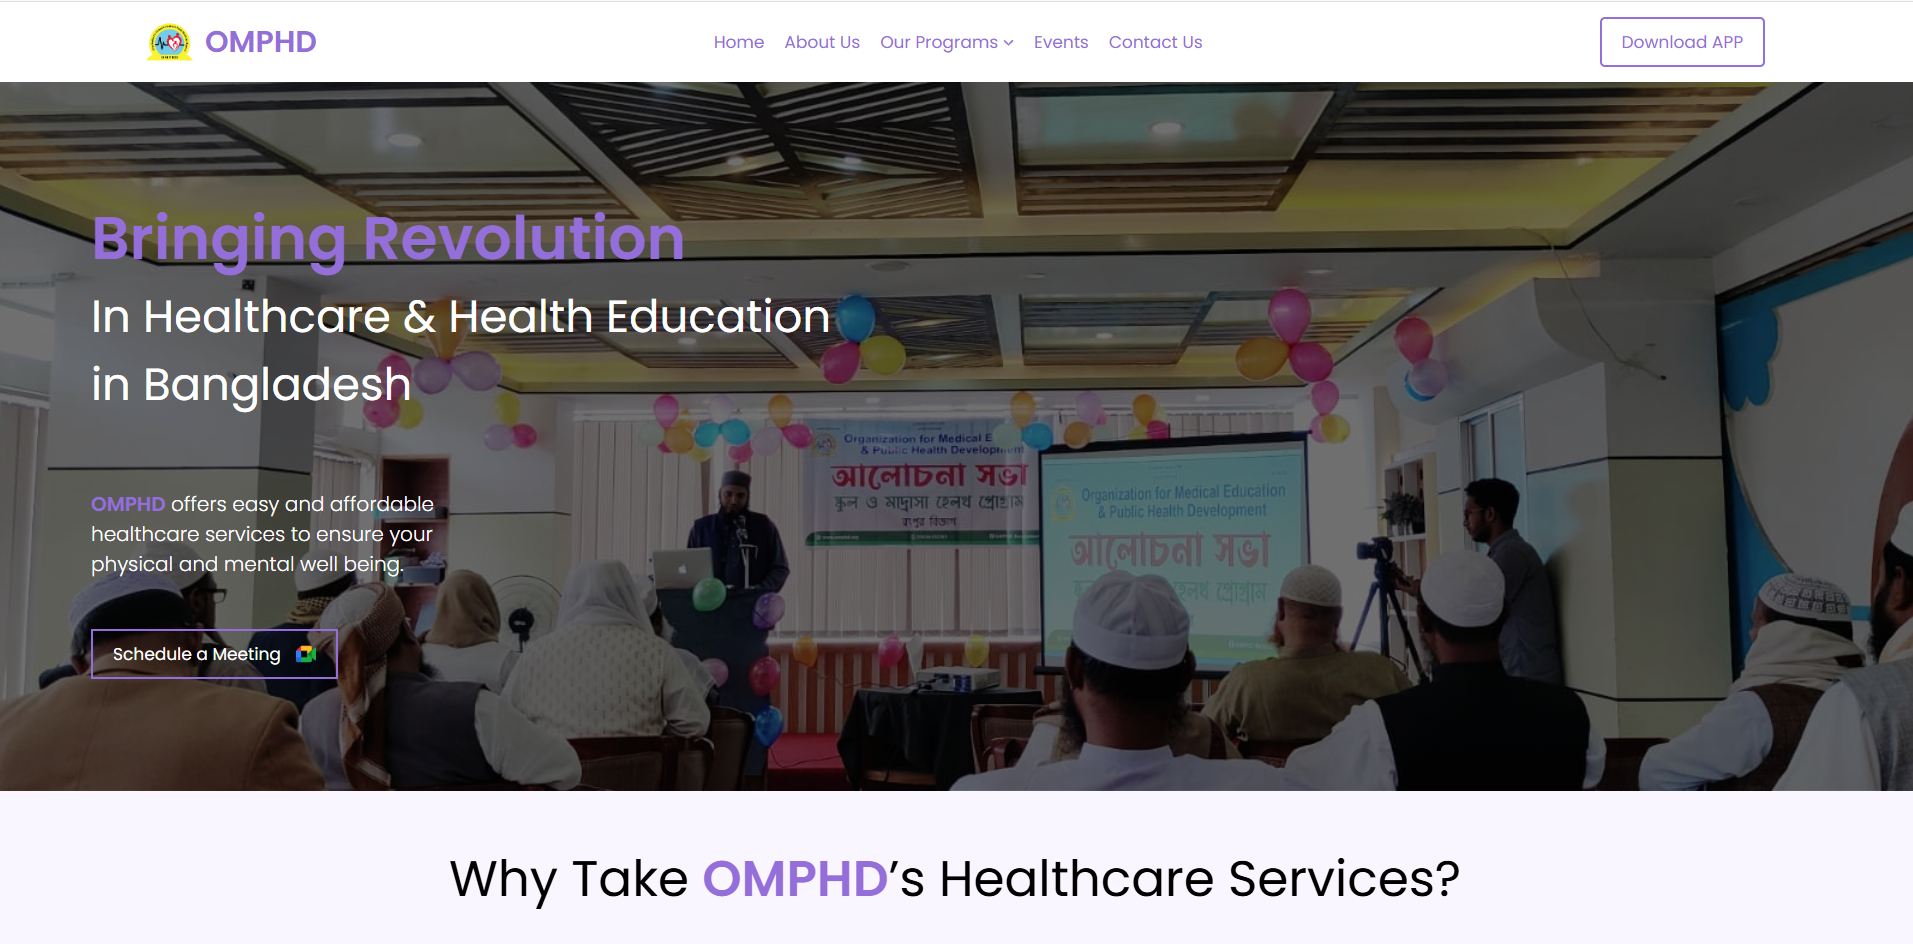 OMPHD
Home
About Us
Our Programs
Events
Contact Us
Download APP
Bringing Revolution
In Healthcare & Health Education
in Bangladesh
OMPHD offers easy and affordable
healthcare services to ensure your
physical and mental well being.
Schedule a Meeting
Organization for Medical E
& Public Health Development
আলোচনা সভা
স্কুল ও মাদ্রাসা হেলথ প্রোগ্রাম
রংপুর বিভাগ
Organization for Medical Education
& Public Health Development
আলোচনা সভা
হেলথ প্রোগ্রাম
Why Take OMPHD’s Healthcare Services?